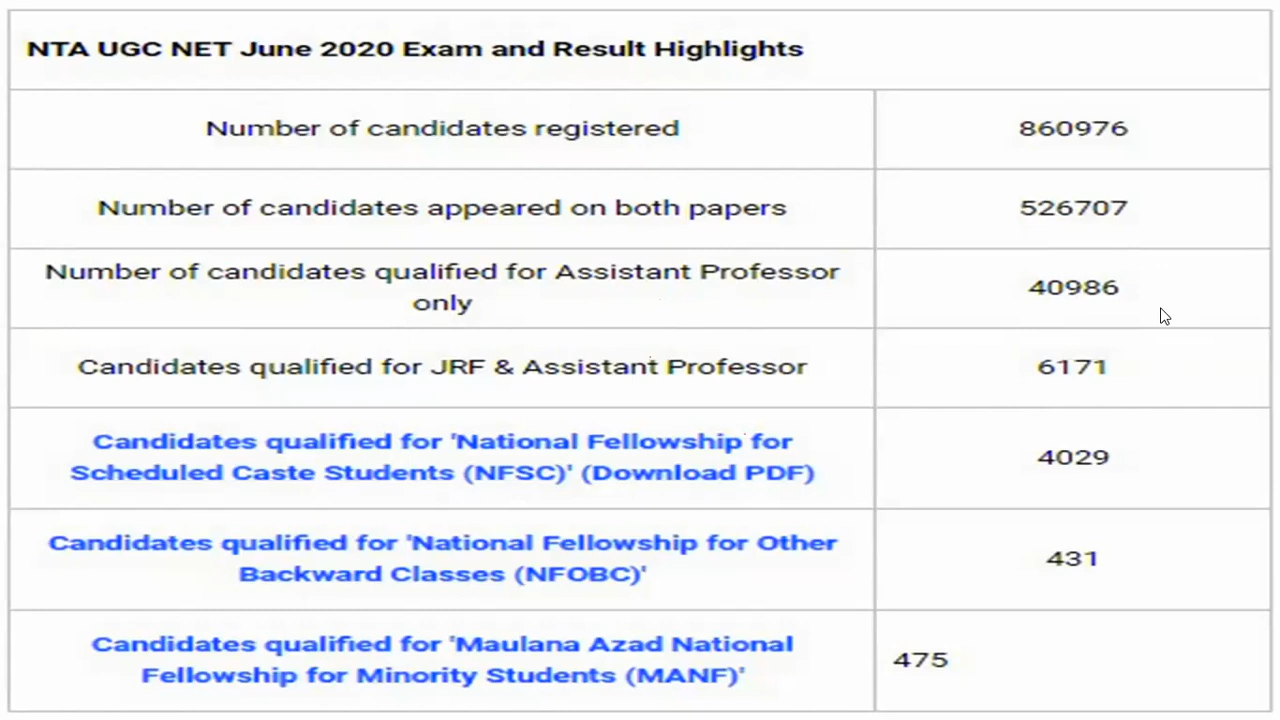 NTA UGC NET June 2020 Exam and Result Highlights
Number of candidates registered
860976
Number of candidates appeared on both papers
526707
Number of candidates qualified for Assistant Professor
only
40986
Candidates qualified for JRF & Assistant Professor
6171
Candidates qualified for 'National Fellowship for
Scheduled Caste Students (NFSC)' (Download PDF)
4029
Candidates qualified for 'National Fellowship for Other
Backward Classes (NFOBC)'
431
Candidates qualified for 'Maulana Azad National
Fellowship for Minority Students (MANF)'
475